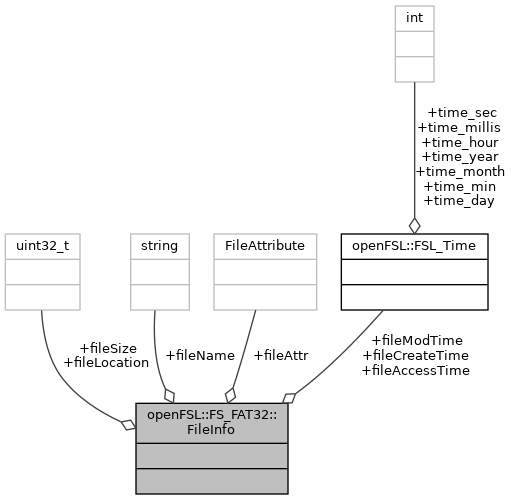 int
+time_sec
+time_millis
+time_hour
+time_year
+time_month
+time_min
+time_day
uint32_t
string
FileAttribute
openFSL::FSL_Time
+fileSize
+fileLocation
+fileName
+fileAttr
+fileModTime
+fileCreateTime
+fileAccessTime
openFSL::FS_FAT32::
FileInfo